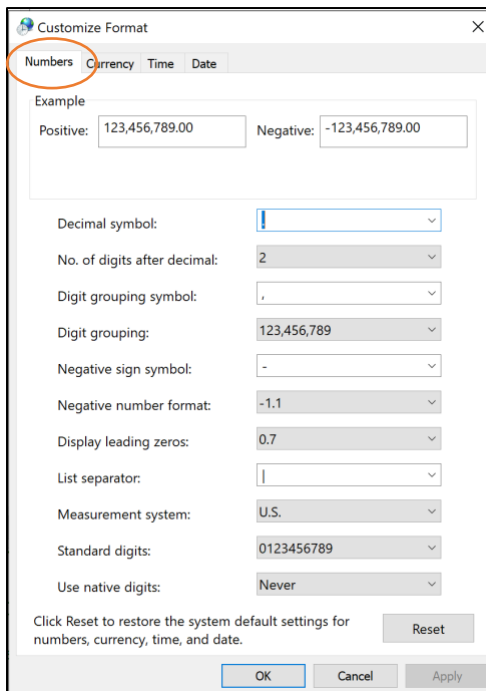 Customize Format
Numbers Currency Time Date
Example
Positive: 123,456,789.00 Negative: -123,456,789.00
Decimal symbol: .
No. of digits after decimal: 2
Digit grouping symbol: ,
Digit grouping: 123,456,789
Negative sign symbol: -
Negative number format: -1.1
Display leading zeros: 0.7
List separator: |
Measurement system: U.S.
Standard digits: 0123456789
Use native digits: Never
Click Reset to restore the system default settings for
numbers, currency, time, and date.
Reset
OK Cancel Apply